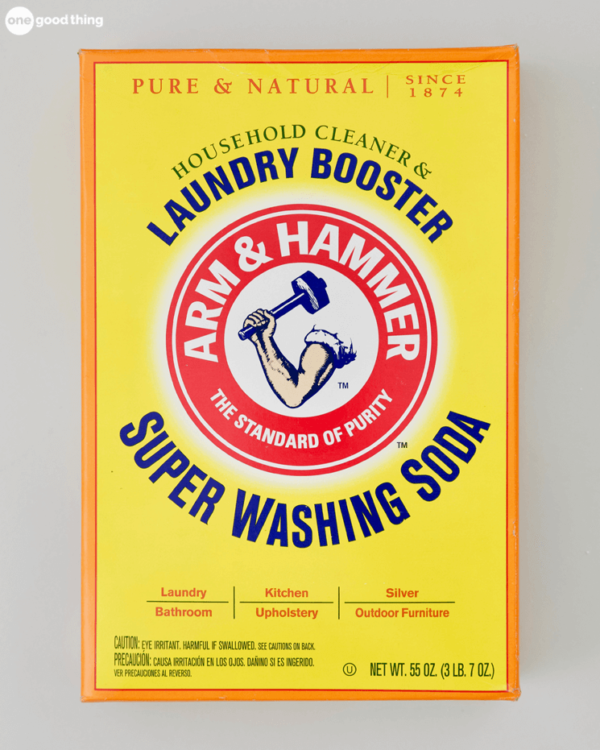 one good thing
PURE & NATURAL | SINCE
1874
HOUSEHOLD CLEANER &
LAUNDRY BOOSTER
ARM & HAMMER
TM
THE STANDARD OF PURITY
TM
SUPER WASHING SODA
Laundry Kitchen Silver
Bathroom Upholstery Outdoor Furniture
CAUTION: EYE IRRITANT. HARMFUL IF SWALLOWED. SEE CAUTIONS ON BACK.
PRECAUCIÓN: CAUSA IRRITACIÓN EN LOS OJOS. DAÑINO SI ES INGERIDO.
VER PRECAUCIONES AL REVERSO.
U NET WT. 55 OZ. (3 LB. 7 OZ.)